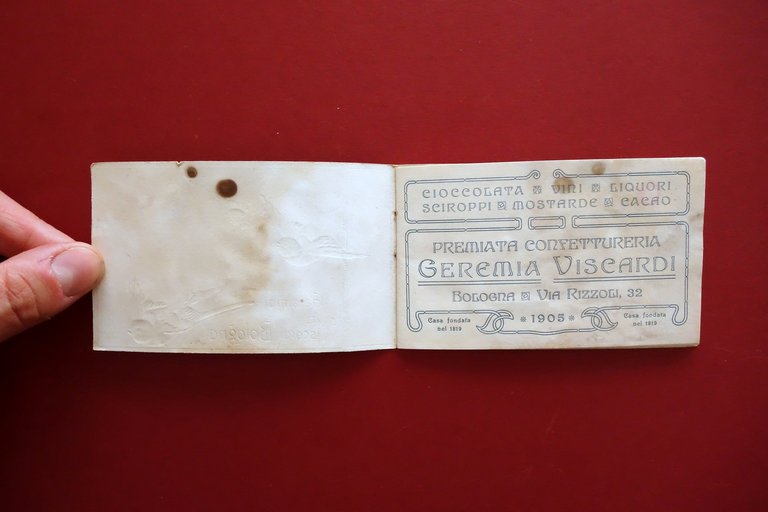 CIOCCOLATA VINI LIQUORI
SCIROPPI MOSTARDE CACAO
PREMIATA CONFETTURERIA
GEREMIA VISCARDI
BOLOGNA VIA RIZZOLI, 32
Casa fondata
nel 1819
1905
Casa fondata
nel 1819